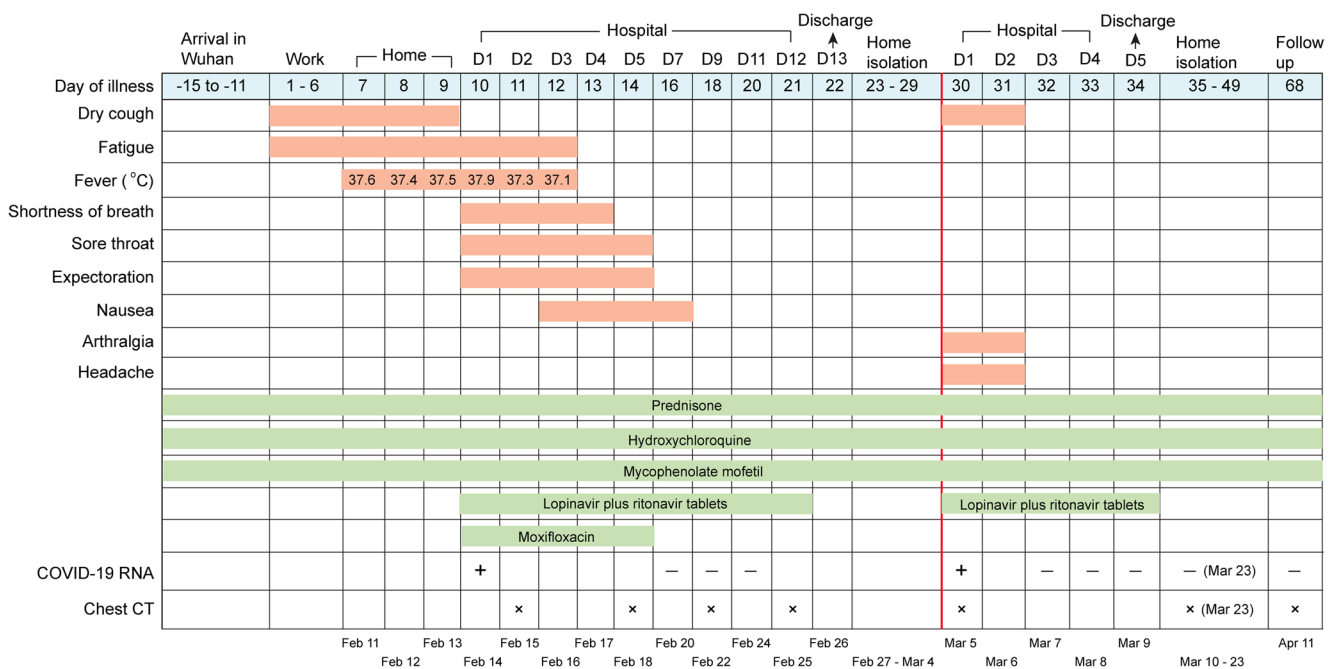 Arrival in Wuhan Work Home Hospital Discharge Home isolation Hospital Discharge Home isolation Follow up
D1 D2 D3 D4 D5 D7 D9 D11 D12 D13 D1 D2 D3 D4 D5
Day of illness -15 to -11 1 - 6 7 8 9 10 11 12 13 14 16 18 20 21 22 23 - 29 30 31 32 33 34 35 - 49 68
Dry cough
Fatigue
Fever (°C) 37.6 37.4 37.5 37.9 37.3 37.1
Shortness of breath
Sore throat
Expectoration
Nausea
Arthralgia
Headache
Prednisone
Hydroxychloroquine
Mycophenolate mofetil
Lopinavir plus ritonavir tablets Lopinavir plus ritonavir tablets
Moxifloxacin
COVID-19 RNA + — — — + — — — — (Mar 23) —
Chest CT × × × × × × (Mar 23) ×
Feb 11 Feb 13 Feb 15 Feb 17 Feb 20 Feb 24 Feb 26 Mar 5 Mar 7 Mar 9 Apr 11
Feb 12 Feb 14 Feb 16 Feb 18 Feb 22 Feb 25 Feb 27 - Mar 4 Mar 6 Mar 8 Mar 10 - 23